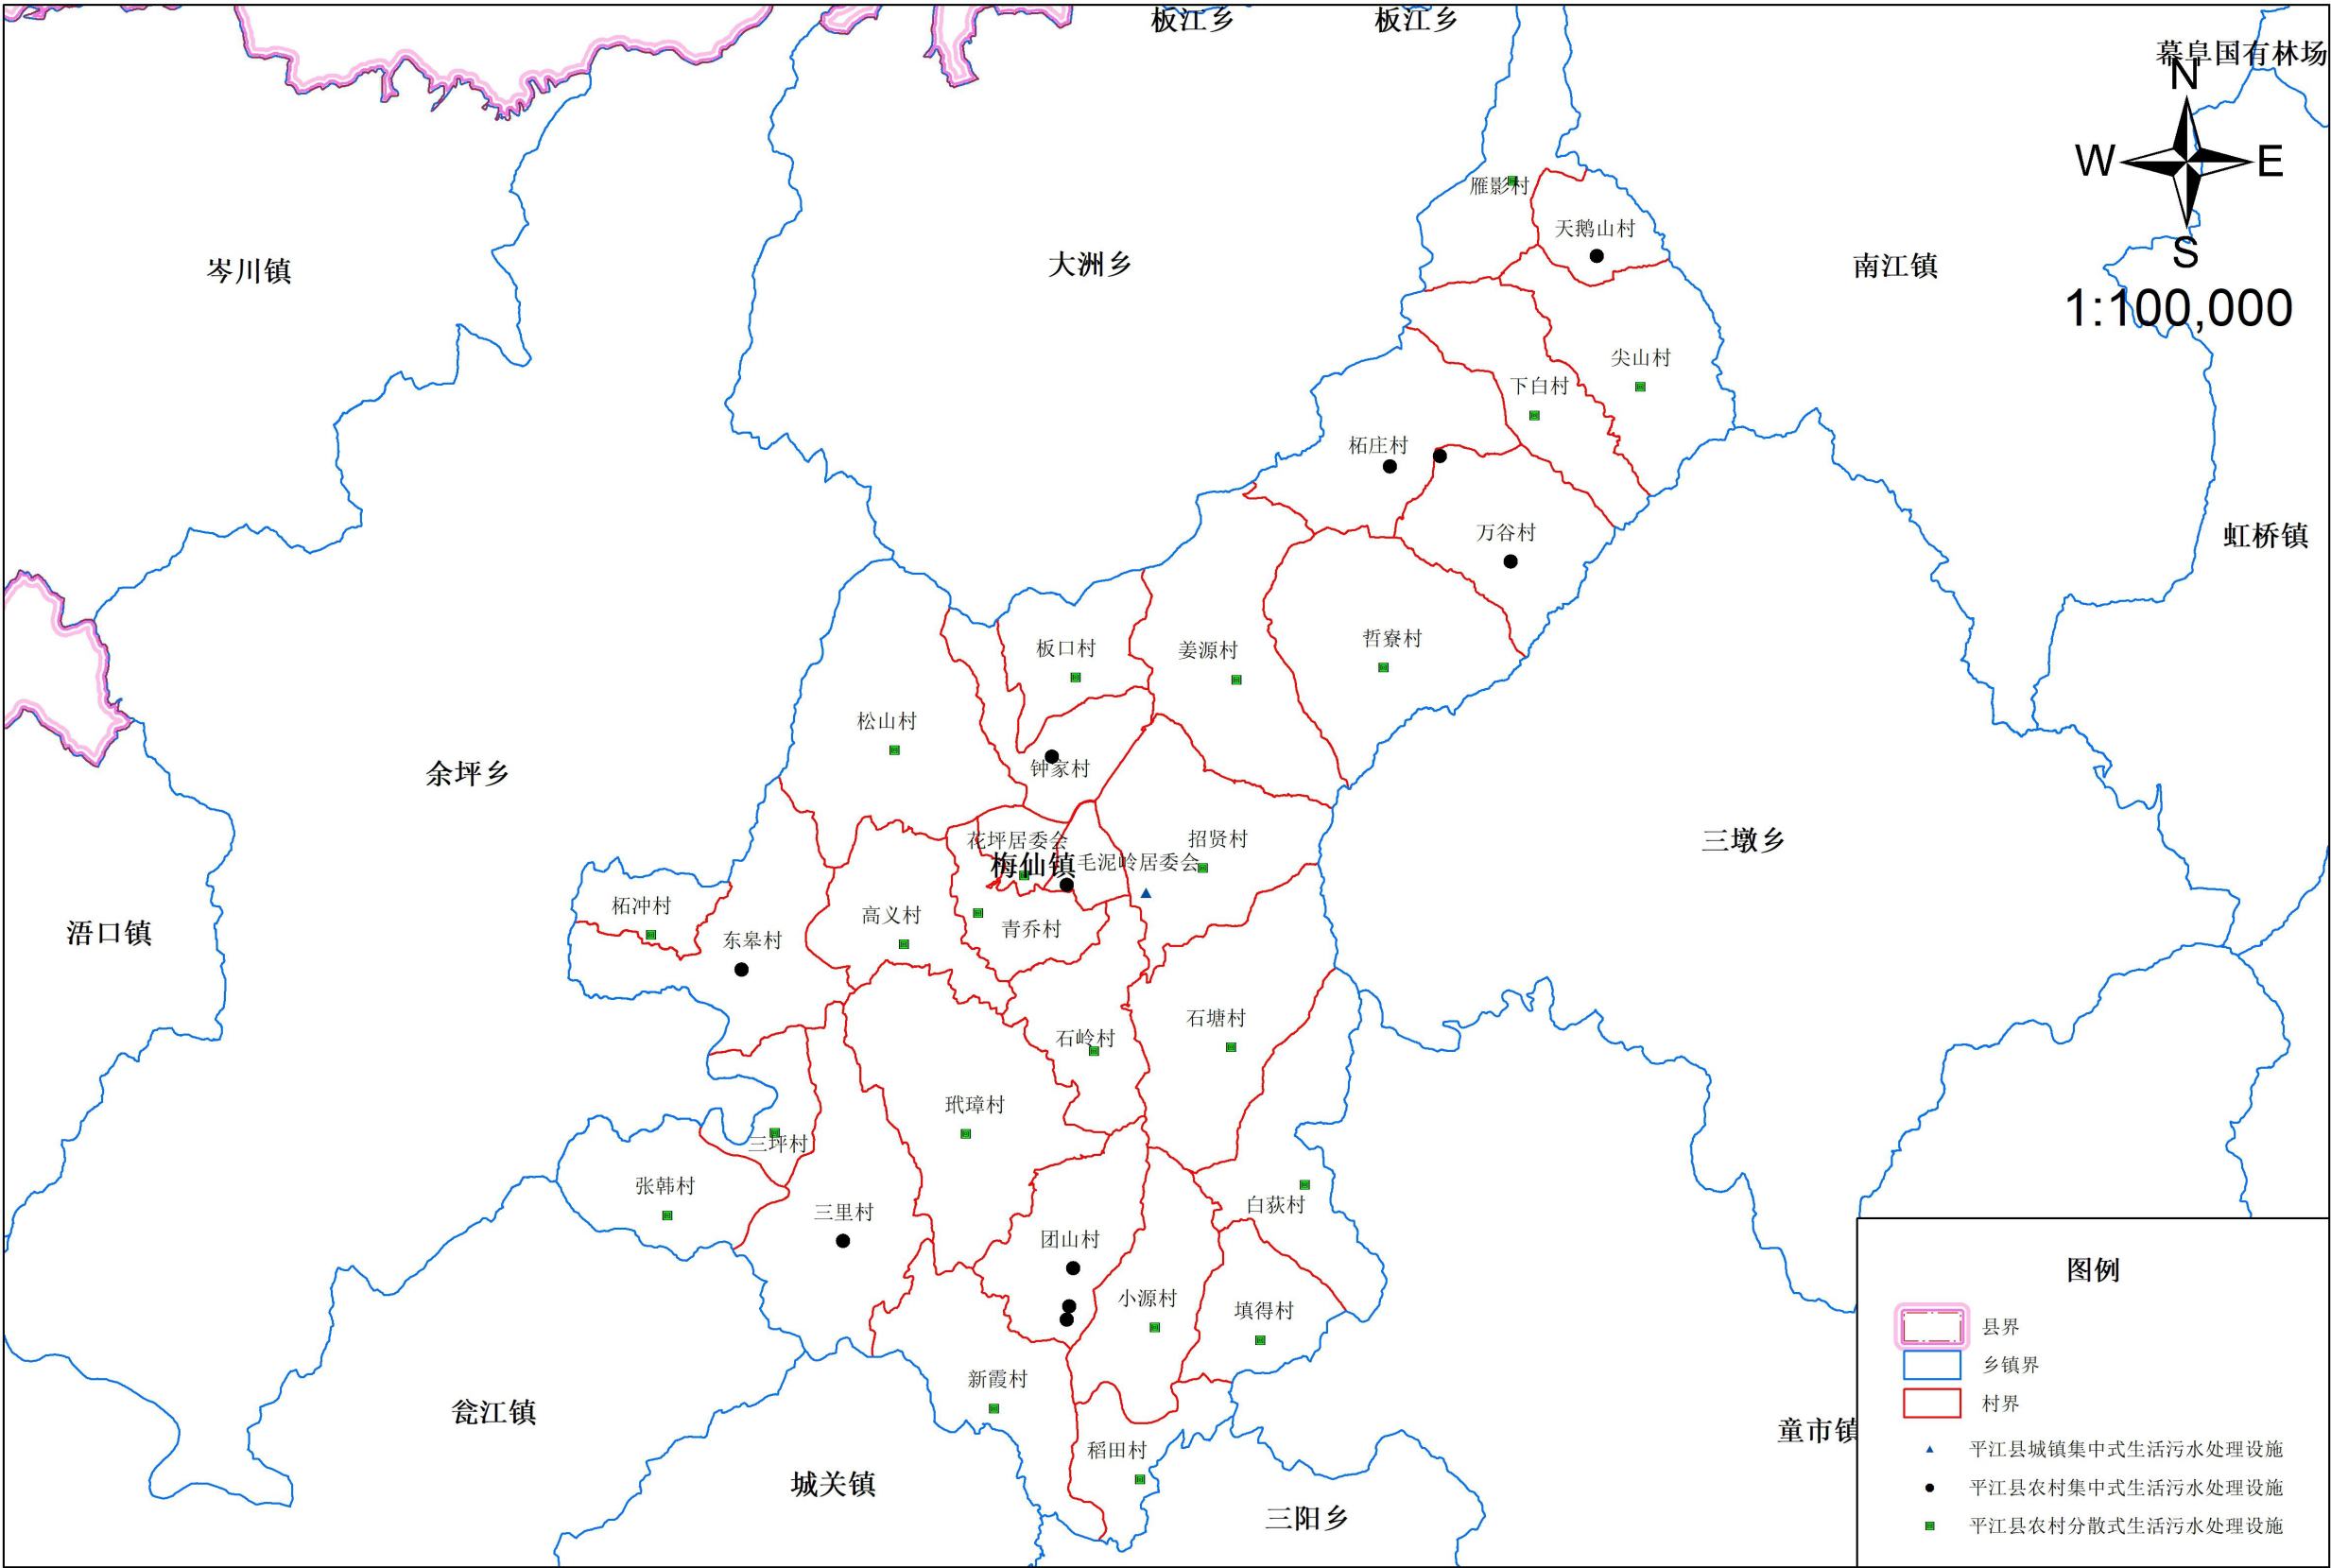 板江乡
板江乡
幕阜国有林场
N
W
E
S
1:100,000
雁影村
天鹅山村
岑川镇
大洲乡
南江镇
尖山村
下白村
柘庄村
万谷村
虹桥镇
哲寮村
板口村
姜源村
松山村
钟家村
余坪乡
花坪居委会
招贤村
三墩乡
梅仙镇
毛泥岭居委会
柘冲村
高义村
青乔村
浯口镇
东皋村
石塘村
石岭村
玳璋村
三坪村
张韩村
白荻村
三里村
团山村
小源村
填得村
新霞村
瓮江镇
稻田村
童市镇
城关镇
三阳乡
图例
县界
乡镇界
村界
平江县城镇集中式生活污水处理设施
平江县农村集中式生活污水处理设施
平江县农村分散式生活污水处理设施